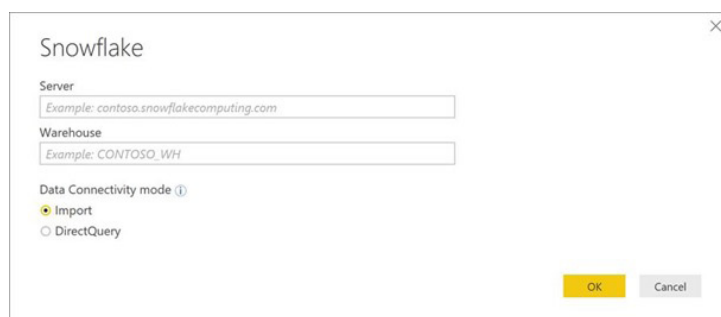 Snowflake
Server
Example: contoso.snowflakecomputing.com
Warehouse
Example: CONTOSO_WH
Data Connectivity mode
Import
DirectQuery
OK Cancel